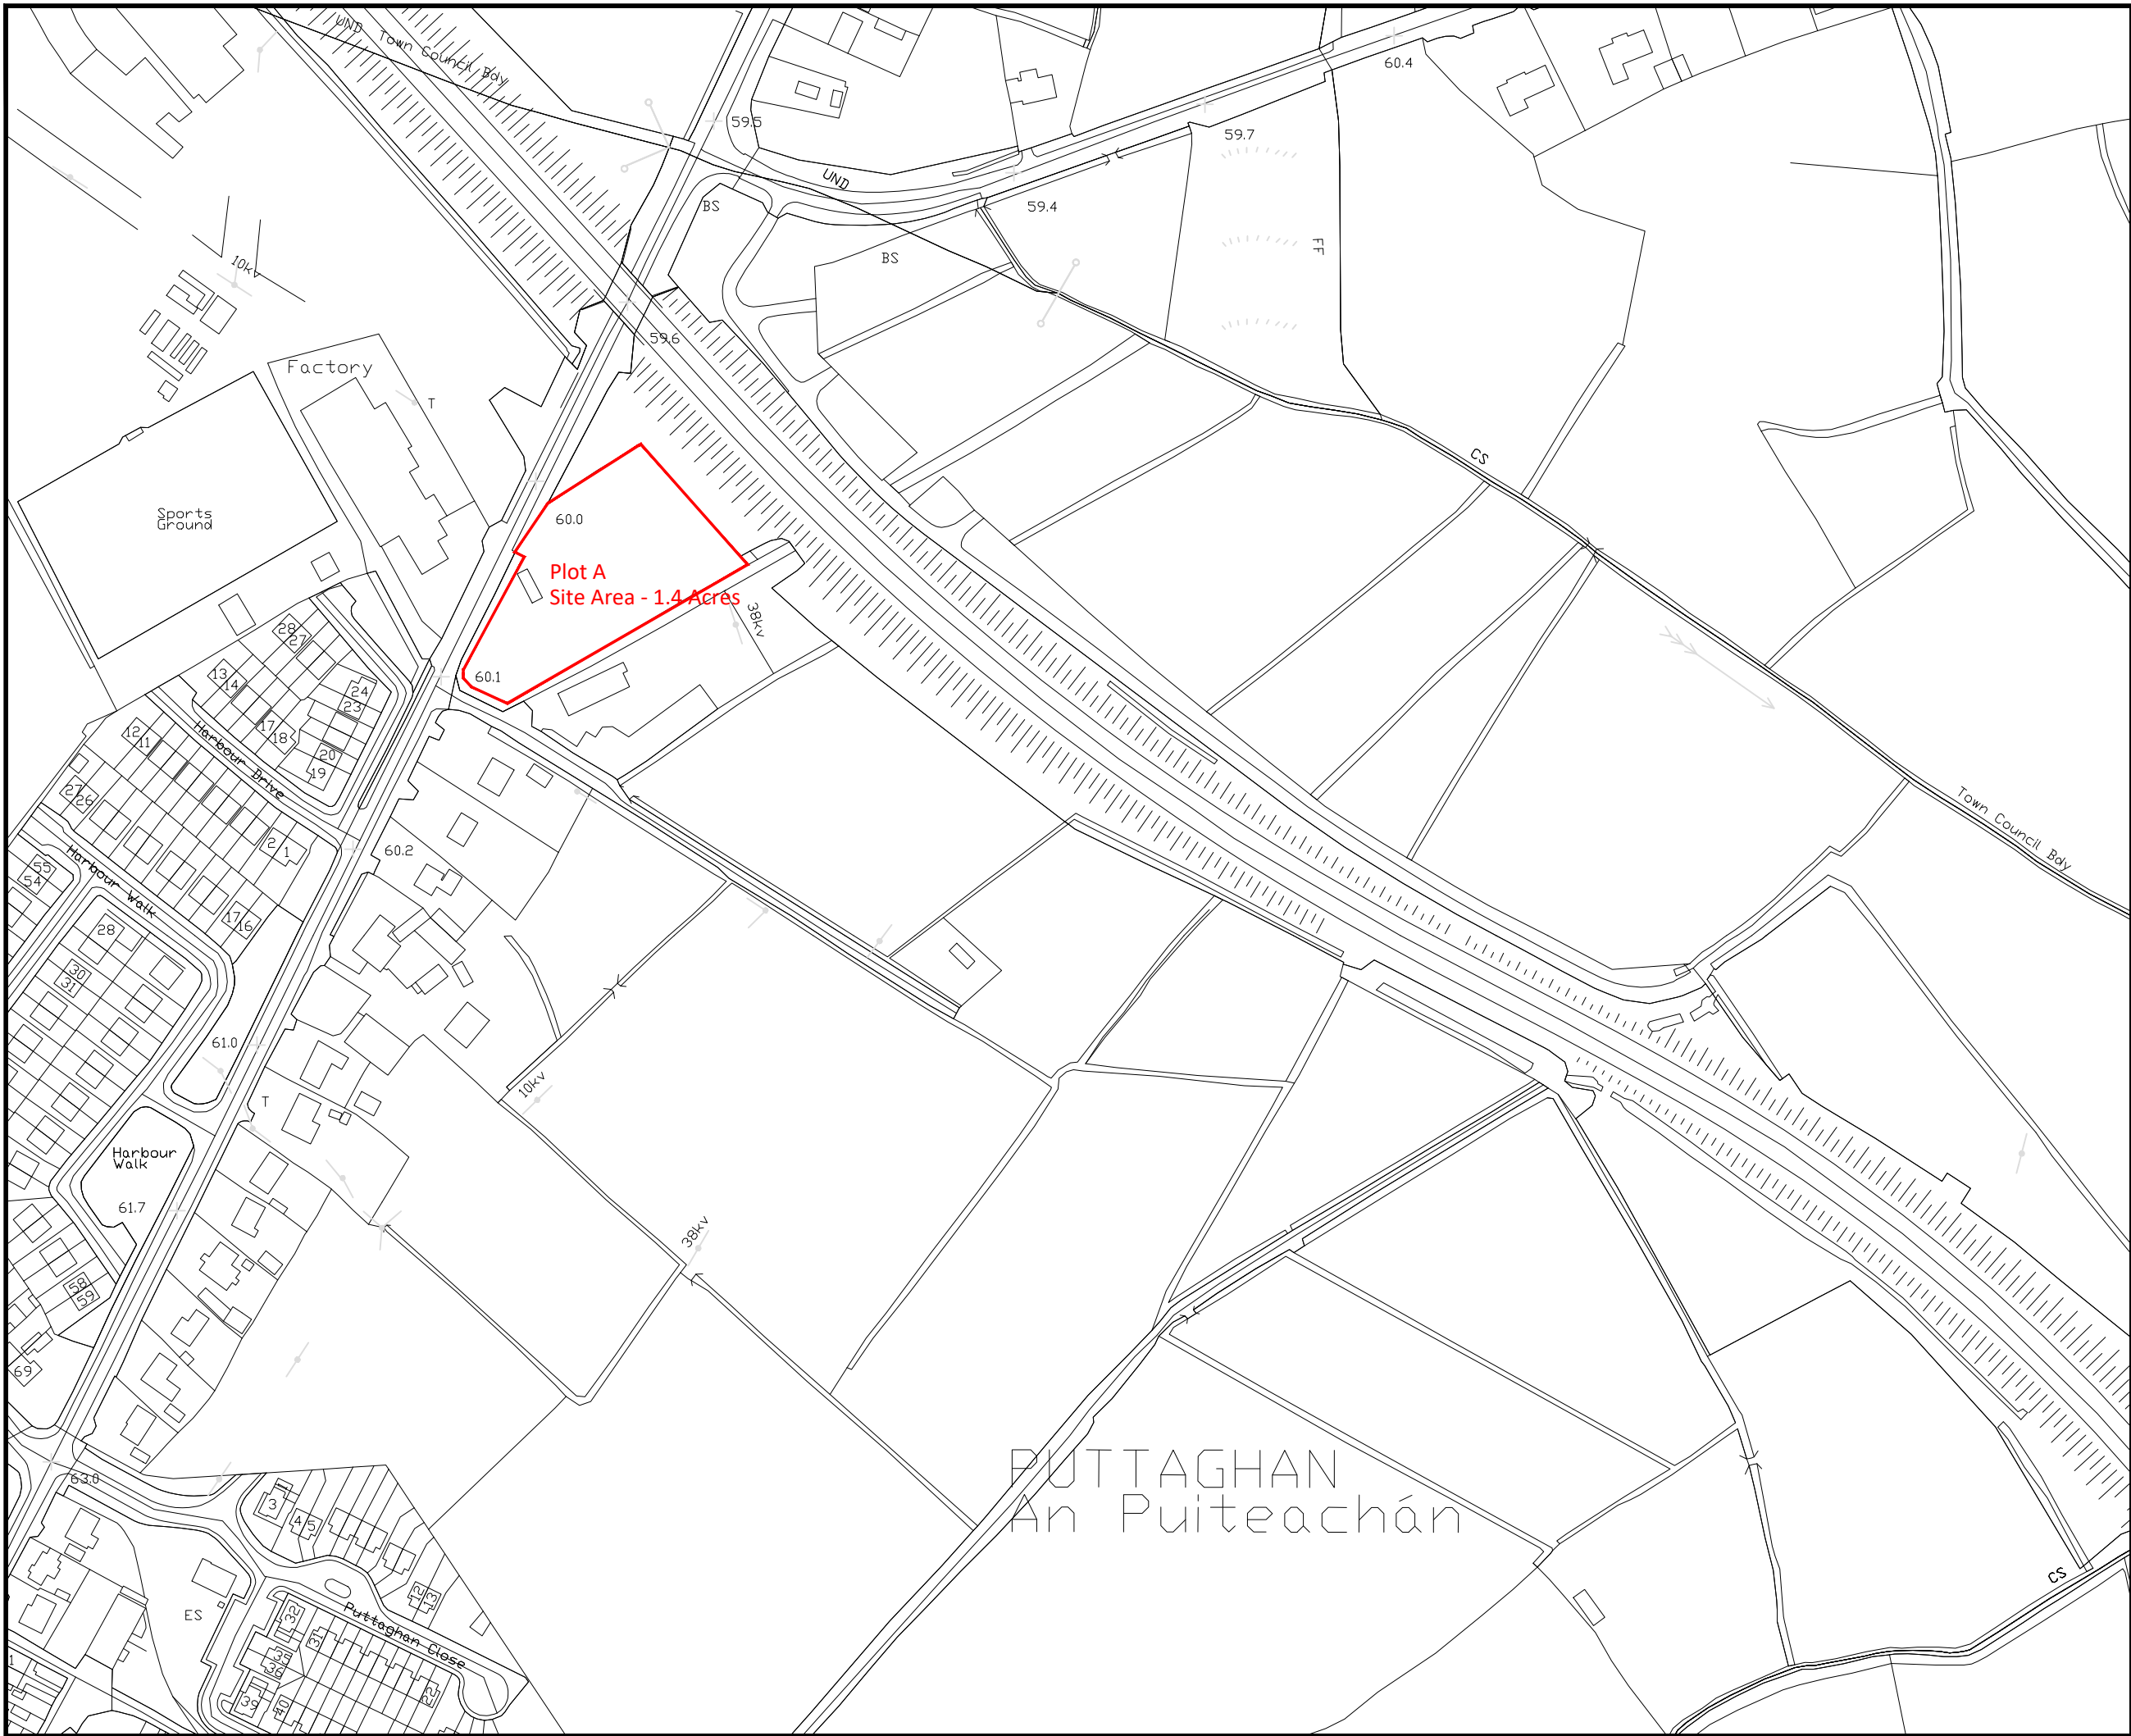 UND Town Council Bdy
60.4
59.5
59.7
UND
BS
59.4
FF
BS
10kv
59.6
Factory
T
CS
Sports
Ground
60.0
Plot A
Site Area - 1.4 Acres
38kv
28
27
13
14
60.1
24
23
17
18
12
11
Harbour Drive
20
19
27
26
Town Council Bdy
2
1
60.2
Harbour Walk
55
54
17
16
28
30
31
61.0
10kv
T
Harbour
Walk
61.7
38kv
58
59
69
PUTTAGHAN
An Puiteachán
63.0
3
4
5
12
13
CS
ES
32
Puttaghan Close
31
35
36
1
22
39
40